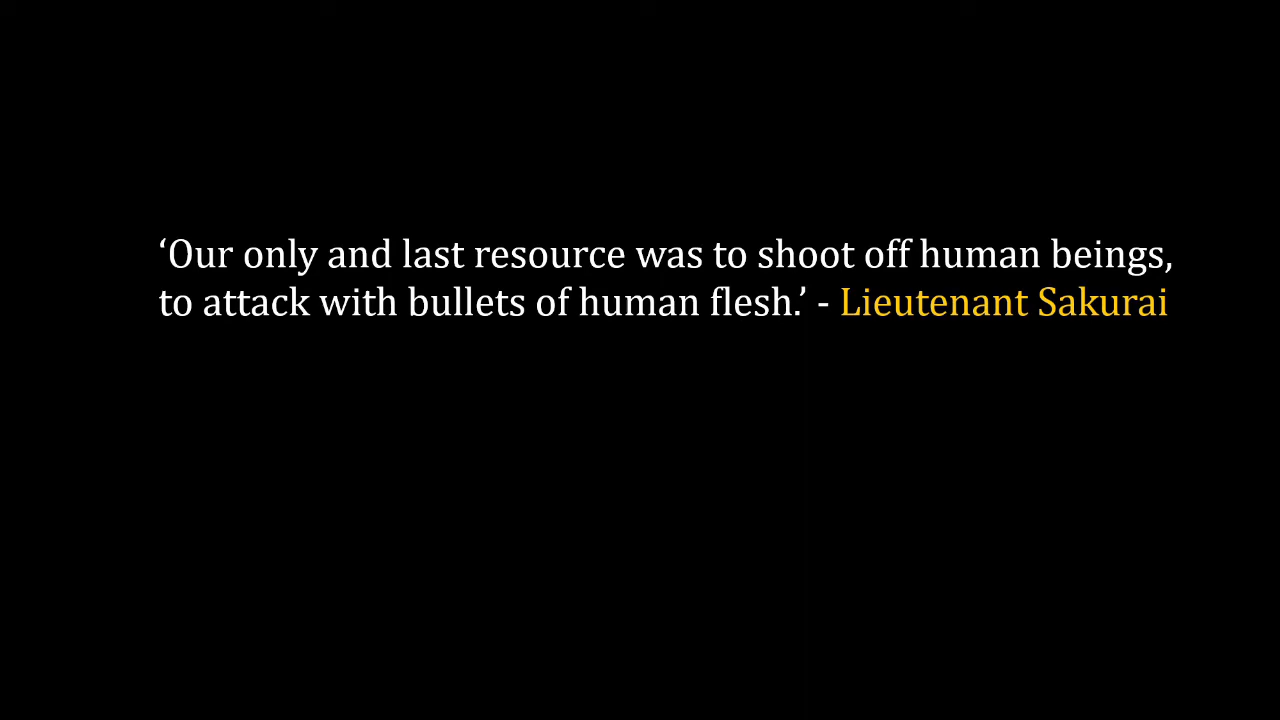 ‘Our only and last resource was to shoot off human beings,
to attack with bullets of human flesh.’ - Lieutenant Sakurai